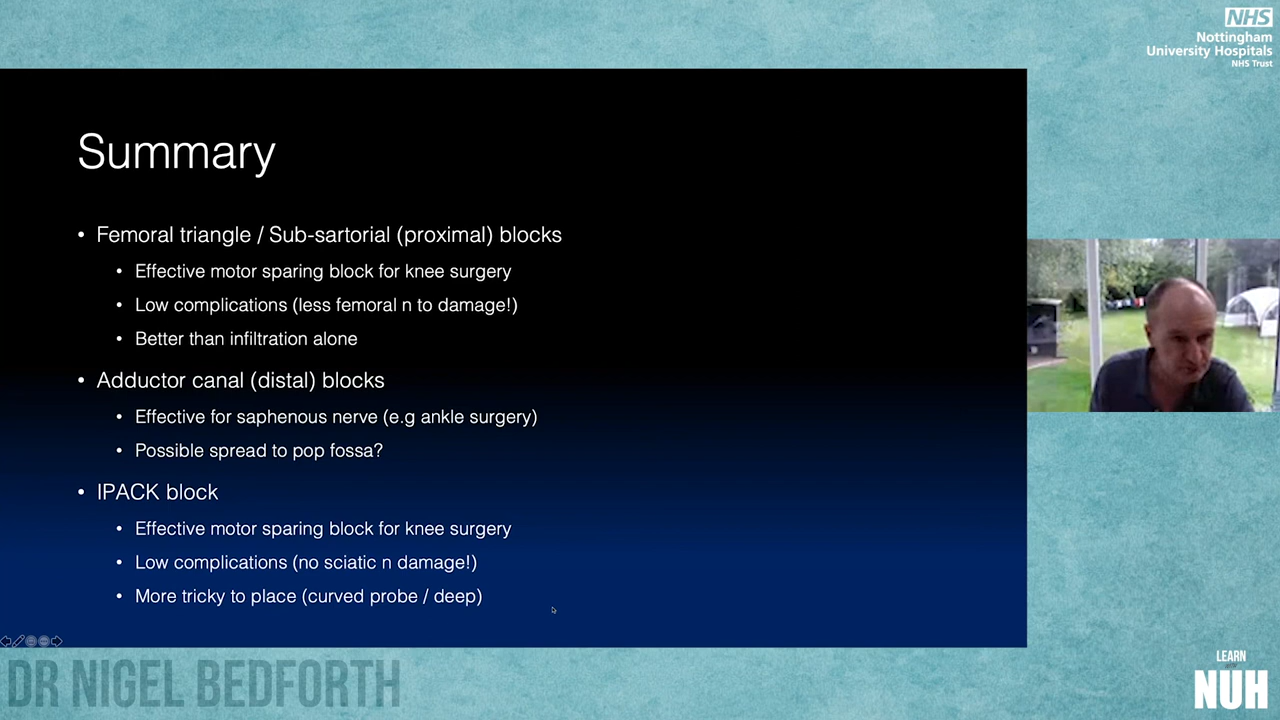 NHS
Nottingham
University Hospitals
NHS Trust
Summary
• Femoral triangle / Sub-sartorial (proximal) blocks
• Effective motor sparing block for knee surgery
• Low complications (less femoral n to damage!)
• Better than infiltration alone
• Adductor canal (distal) blocks
• Effective for saphenous nerve (e.g ankle surgery)
• Possible spread to pop fossa?
• IPACK block
• Effective motor sparing block for knee surgery
• Low complications (no sciatic n damage!)
• More tricky to place (curved probe / deep)
DR NIGEL BEDFORTH
LEARN
NUH